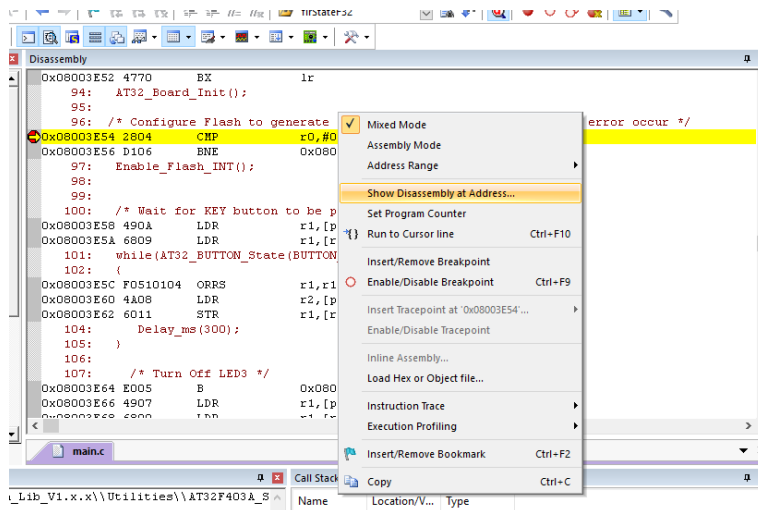 firStateF32
Disassembly
0x08003E52 4770 BX lr
94: AT32_Board_Init();
95:
96: /* Configure Flash to generate error occur */
0x08003E54 2804 CMP r0,#0
0x08003E56 D106 BNE 0x080
97: Enable_Flash_INT();
98:
99:
100: /* Wait for KEY button to be p
0x08003E58 490A LDR r1,[p
0x08003E5A 6809 LDR r1,[r
101: while(AT32_BUTTON_State(BUTTON
102: {
0x08003E5C F0510104 ORRS r1,r1
0x08003E60 4A08 LDR r2,[p
0x08003E62 6011 STR r1,[r
104: Delay_ms(300);
105: }
106:
107: /* Turn Off LED3 */
0x08003E64 E005 B 0x080
0x08003E66 4907 LDR r1,[p
0x08003E68 6809 LDR r1,[r
Mixed Mode
Assembly Mode
Address Range
Show Disassembly at Address...
Set Program Counter
Run to Cursor line Ctrl+F10
Insert/Remove Breakpoint
Enable/Disable Breakpoint Ctrl+F9
Insert Tracepoint at '0x08003E54'...
Enable/Disable Tracepoint
Inline Assembly...
Load Hex or Object file...
Instruction Trace
Execution Profiling
Insert/Remove Bookmark Ctrl+F2
Copy Ctrl+C
main.c
Call Stack
_Lib_V1.x.x\\Utilities\\AT32F403A_S
Name Location/V... Type